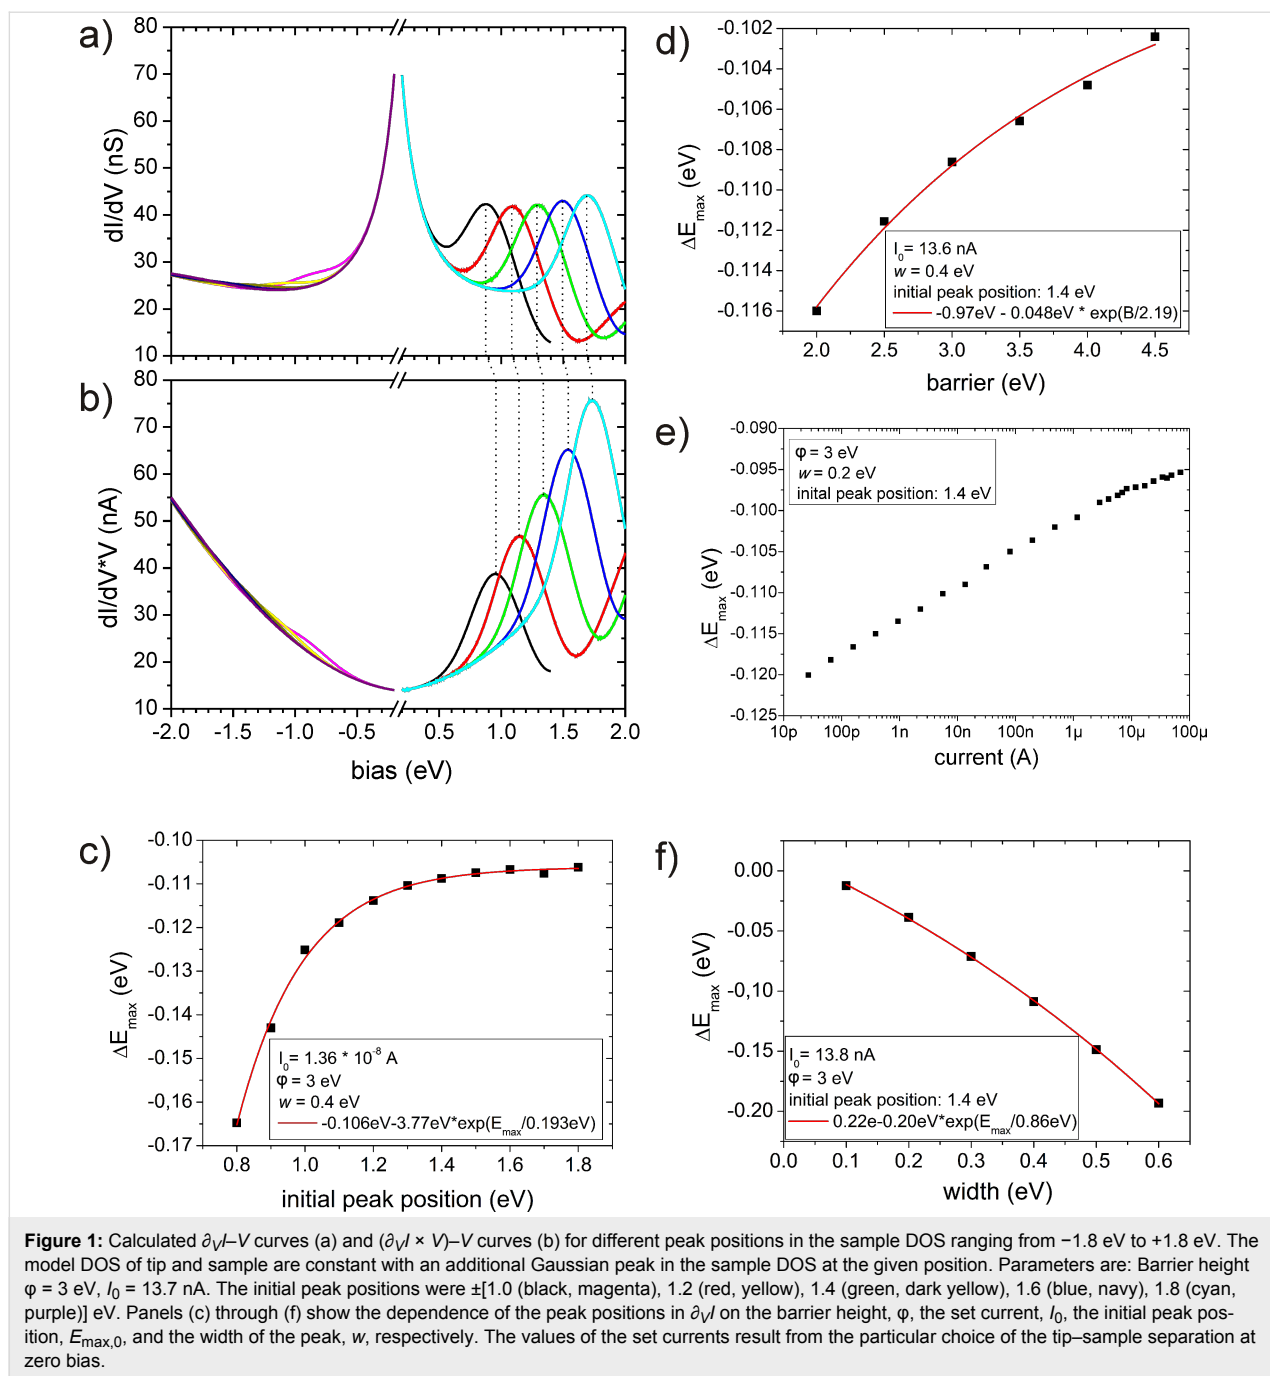 a)
80
70
60
50
40
30
20
10
dI/dV (nS)
b)
80
70
60
50
40
30
20
10
dI/dV*V (nA)
-2.0 -1.5 -1.0 -0.5 0.5 1.0 1.5 2.0
bias (eV)
d)
-0.102
-0,104
-0.106
-0.108
-0.110
-0,112
-0.114
-0.116
ΔEmax (eV)
I0= 13.6 nA
w = 0.4 eV
initial peak position: 1.4 eV
-0.97eV - 0.048eV * exp(B/2.19)
2.0 2.5 3.0 3.5 4.0 4.5
barrier (eV)
e)
-0.090
-0.095
-0.100
-0.105
-0.110
-0.115
-0.120
-0.125
ΔEmax (eV)
φ = 3 eV
w = 0.2 eV
inital peak position: 1.4 eV
10p 100p 1n 10n 100n 1µ 10µ 100µ
current (A)
c)
-0.10
-0.11
-0.12
-0.13
-0.14
-0.15
-0,16
-0.17
ΔEmax (eV)
I0= 1.36 * 10-8 A
φ = 3 eV
w = 0.4 eV
-0.106eV-3.77eV*exp(Emax/0.193eV)
0.8 1.0 1.2 1.4 1.6 1.8
initial peak position (eV)
f)
0.00
-0.05
-0,10
-0.15
-0.20
ΔEmax (eV)
I0= 13.8 nA
φ = 3 eV
initial peak position: 1.4 eV
0.22e-0.20eV*exp(Emax/0.86eV)
0.0 0.1 0.2 0.3 0.4 0.5 0.6
width (eV)
Figure 1: Calculated ∂VI–V curves (a) and (∂VI × V)–V curves (b) for different peak positions in the sample DOS ranging from −1.8 eV to +1.8 eV. The
model DOS of tip and sample are constant with an additional Gaussian peak in the sample DOS at the given position. Parameters are: Barrier height
φ = 3 eV, I0 = 13.7 nA. The initial peak positions were ±[1.0 (black, magenta), 1.2 (red, yellow), 1.4 (green, dark yellow), 1.6 (blue, navy), 1.8 (cyan,
purple)] eV. Panels (c) through (f) show the dependence of the peak positions in ∂VI on the barrier height, φ, the set current, I0, the initial peak pos-
ition, Emax,0, and the width of the peak, w, respectively. The values of the set currents result from the particular choice of the tip–sample separation at
zero bias.